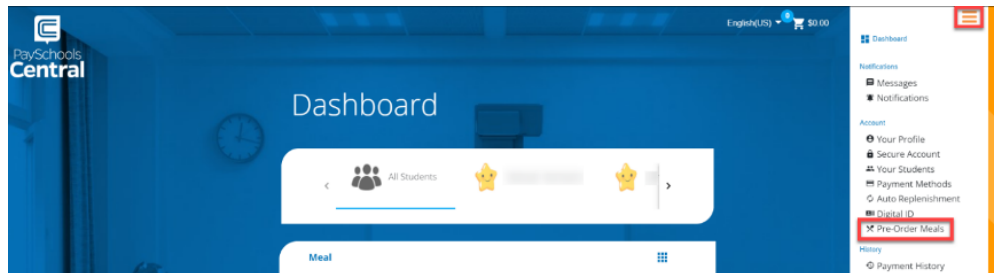 PaySchools
Central
English(US) 0 $0.00
Dashboard
All Students
Meal
Dashboard
Notifications
Messages
Notifications
Account
Your Profile
Secure Account
Your Students
Payment Methods
Auto Replenishment
Digital ID
Pre-Order Meals
History
Payment History